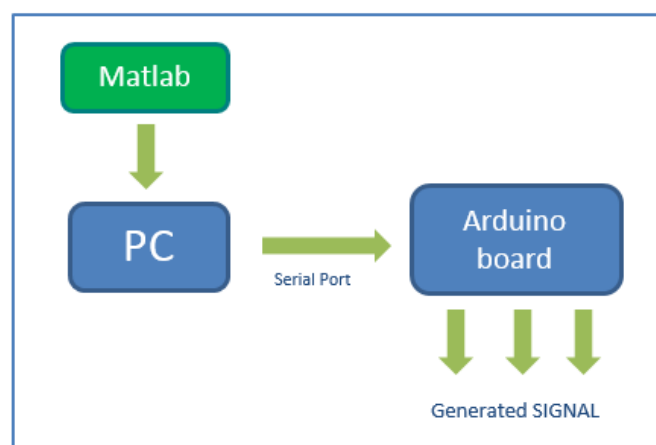 Matlab
PC
Serial Port
Arduino
board
Generated SIGNAL